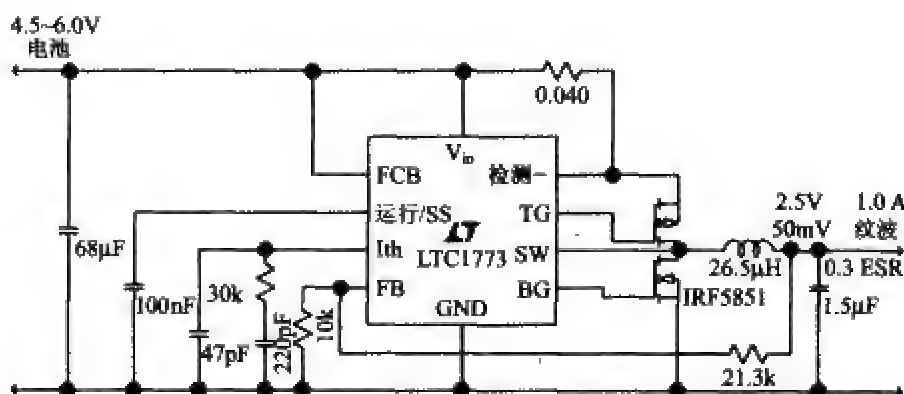 4.5~6.0V
电池
0.040
V_in
FCB
检测-
运行/SS
TG
2.5V
1.0 A
50mV
纹波
68μF
Ith
LT
LTC1773
SW
26.5μH
0.3 ESR
100nF
30k
FB
BG
IRF5851
1.5μF
GND
47pF
220pF
10k
21.3k